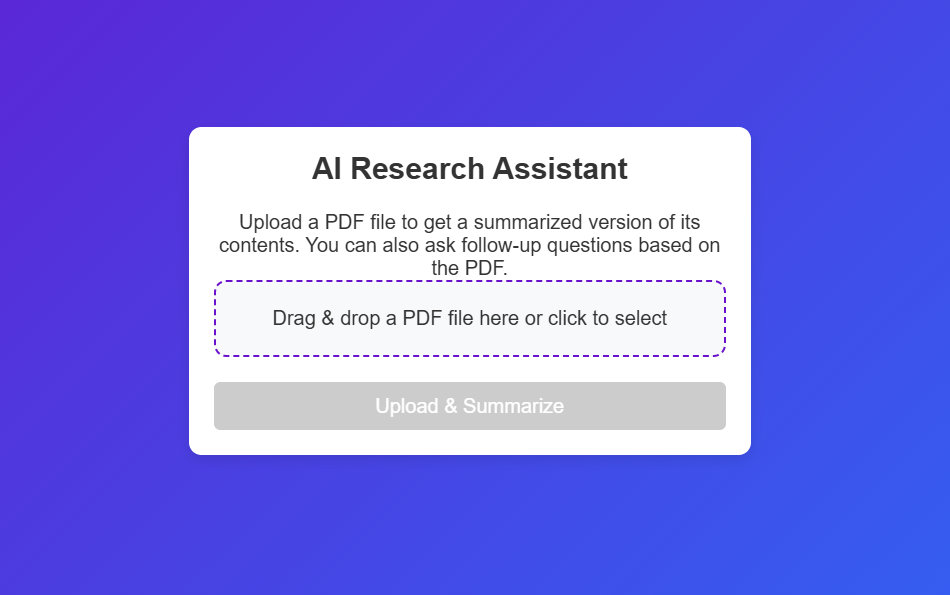 AI Research Assistant
Upload a PDF file to get a summarized version of its
contents. You can also ask follow-up questions based on
the PDF.
Drag & drop a PDF file here or click to select
Upload & Summarize